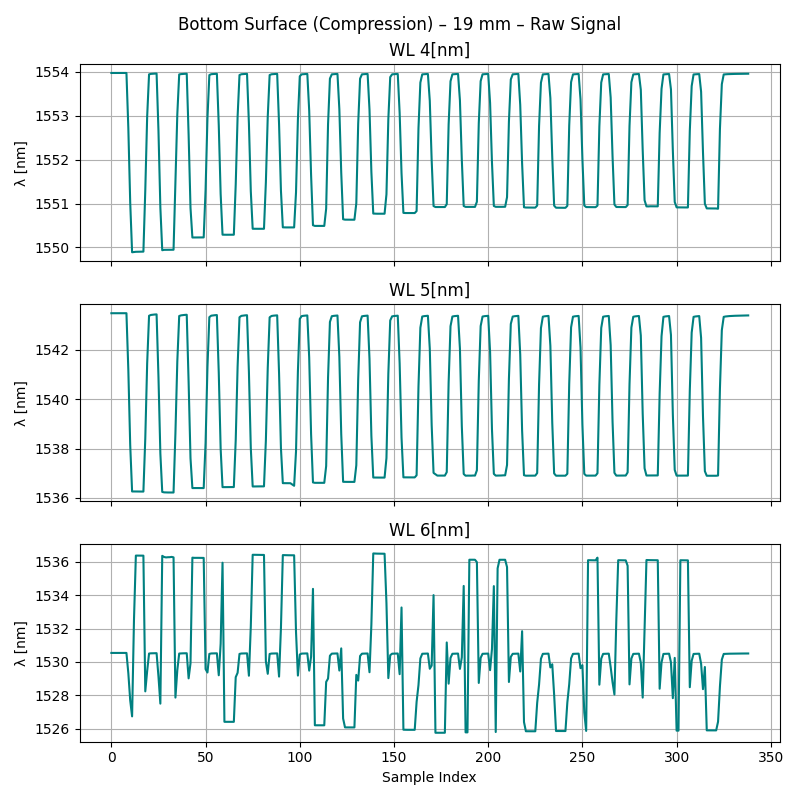 Bottom Surface (Compression) – 19 mm – Raw Signal
WL 4[nm]
1554
1553
1552
1551
1550
λ [nm]
WL 5[nm]
1542
1540
1538
1536
λ [nm]
WL 6[nm]
1536
1534
1532
1530
1528
1526
λ [nm]
0 50 100 150 200 250 300 350
Sample Index